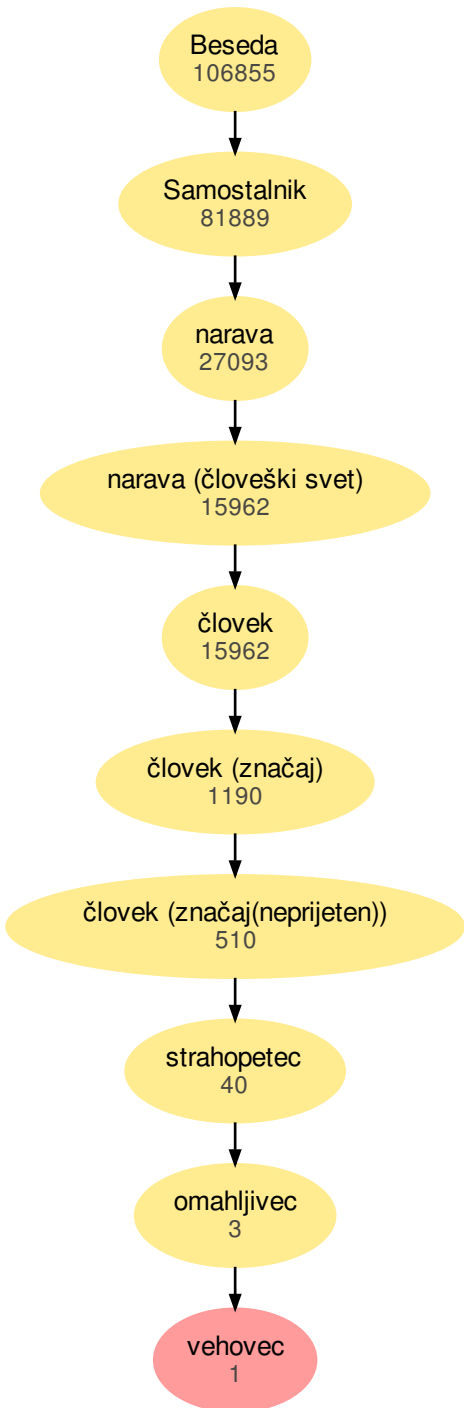 Beseda
106855
Samostalnik
81889
narava
27093
narava (človeški svet)
15962
človek
15962
človek (značaj)
1190
človek (značaj(neprijeten))
510
strahopetec
40
omahljivec
3
vehovec
1